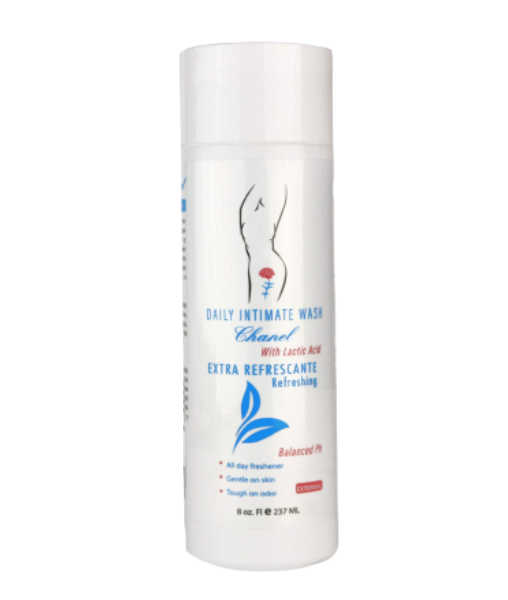 DAILY INTIMATE WASH
Chanel
With Lactic Acid
EXTRA REFRESCANTE
Refreshing
Balanced Ph
All day freshener
Gentle on skin
Tough on odor
EXTERNAL
8 oz. Fl e 237 ML